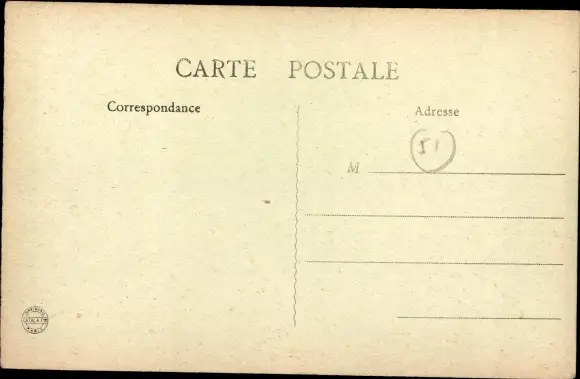 CARTE POSTALE
Correspondance
Adresse
51
M